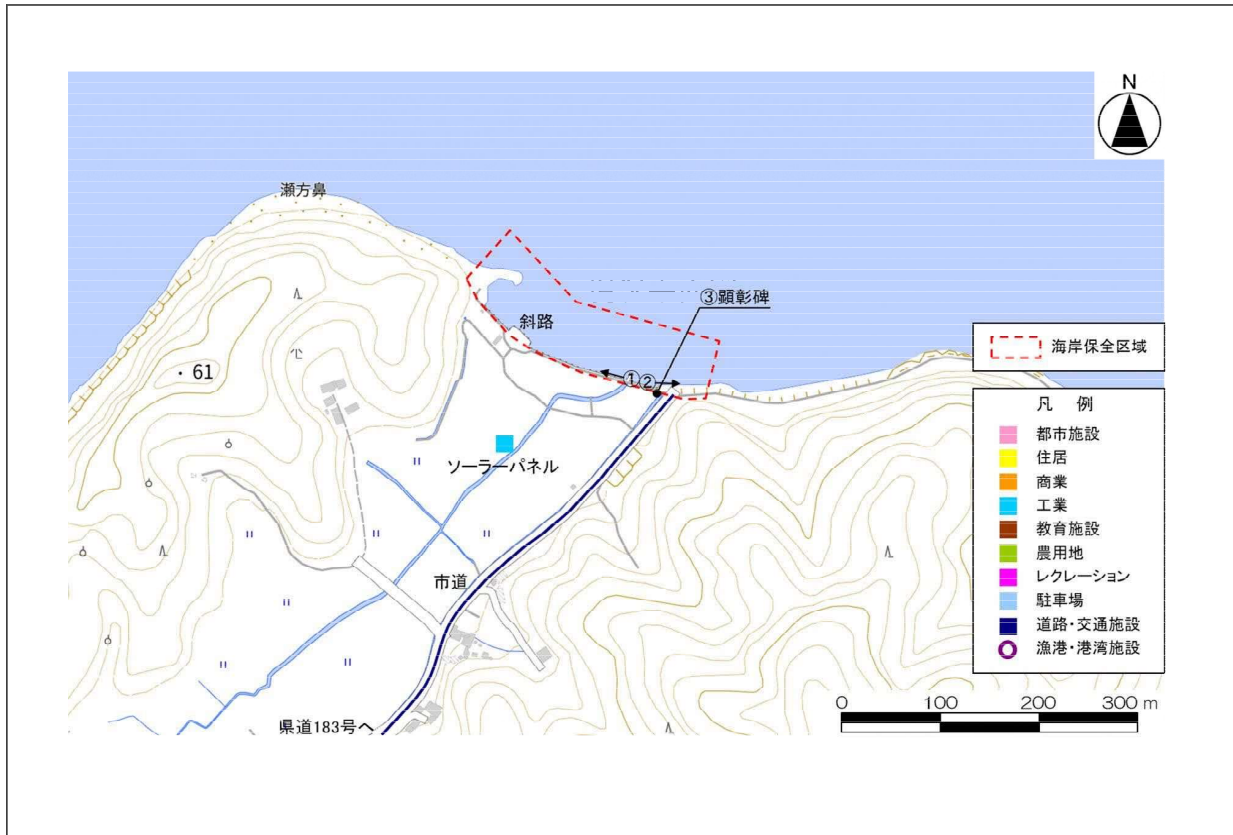 N
瀬方鼻
③顕彰碑
斜路
海岸保全区域
①②
・61
凡 例
都市施設
住居
商業
ソーラーパネル
工業
教育施設
農用地
レクレーション
市道
駐車場
道路・交通施設
漁港・港湾施設
0 100 200 300 m
県道183号へ